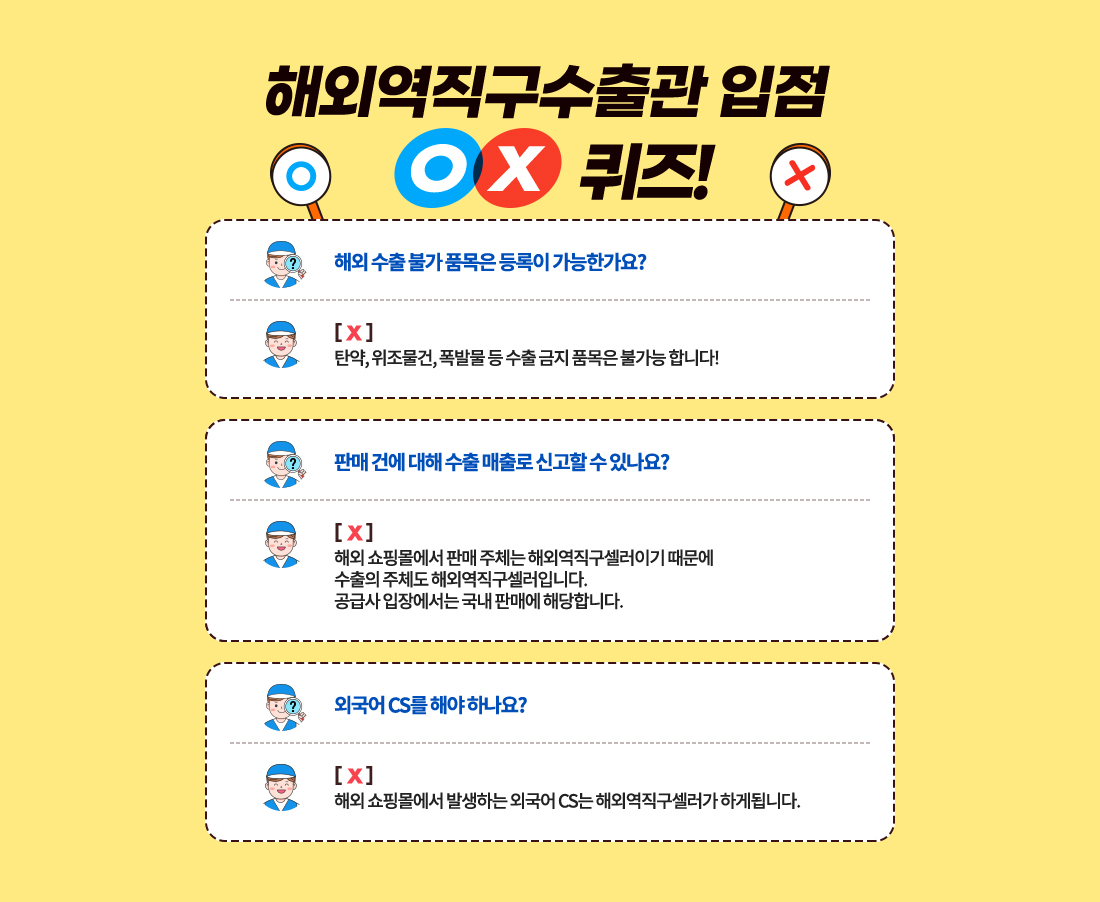 해외역직구수출관 입점
OX 퀴즈!
해외 수출 불가 품목은 등록이 가능한가요?
[ X ]
탄약, 위조물건, 폭발물 등 수출 금지 품목은 불가능 합니다!
판매 건에 대해 수출 매출로 신고할 수 있나요?
[ X ]
해외 쇼핑몰에서 판매 주체는 해외역직구셀러이기 때문에
수출의 주체도 해외역직구셀러입니다.
공급사 입장에서는 국내 판매에 해당합니다.
외국어 CS를 해야 하나요?
[ X ]
해외 쇼핑몰에서 발생하는 외국어 CS는 해외역직구셀러가 하게됩니다.